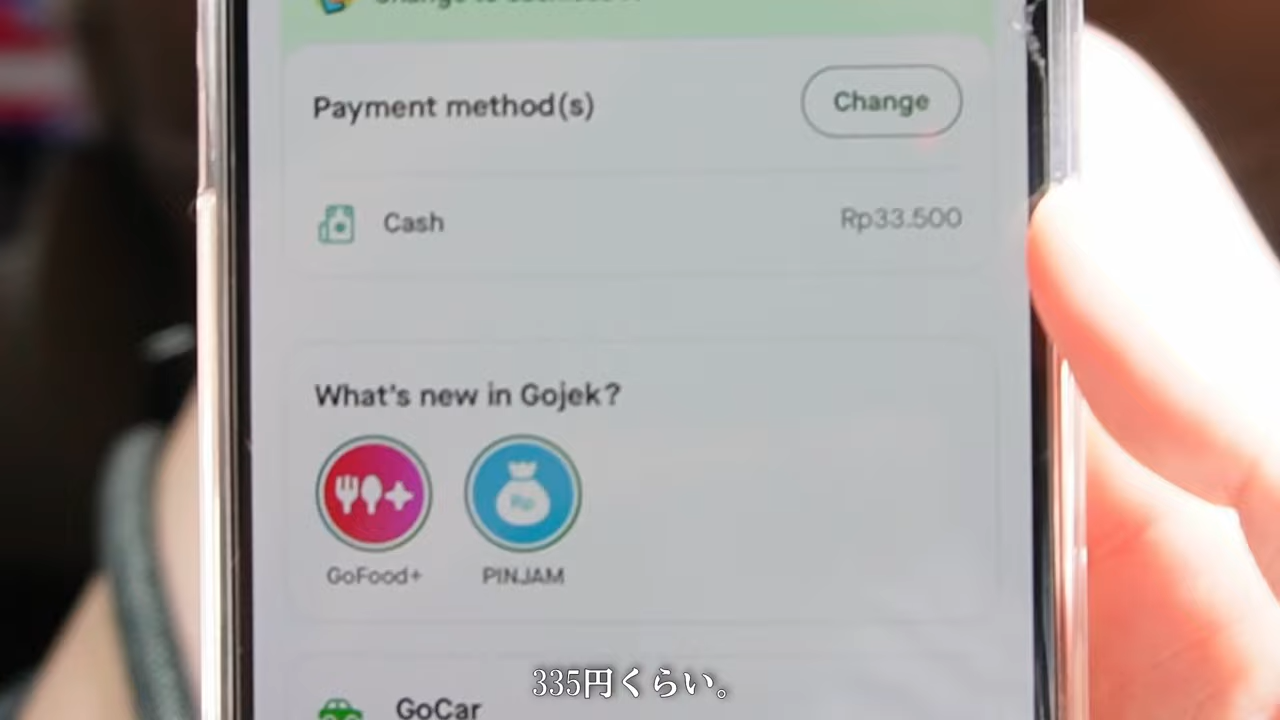 Payment method(s)
Change
Cash
Rp33.500
What's new in Gojek?
Rp
GoFood+
PINJAM
GoCar
335円くらい。